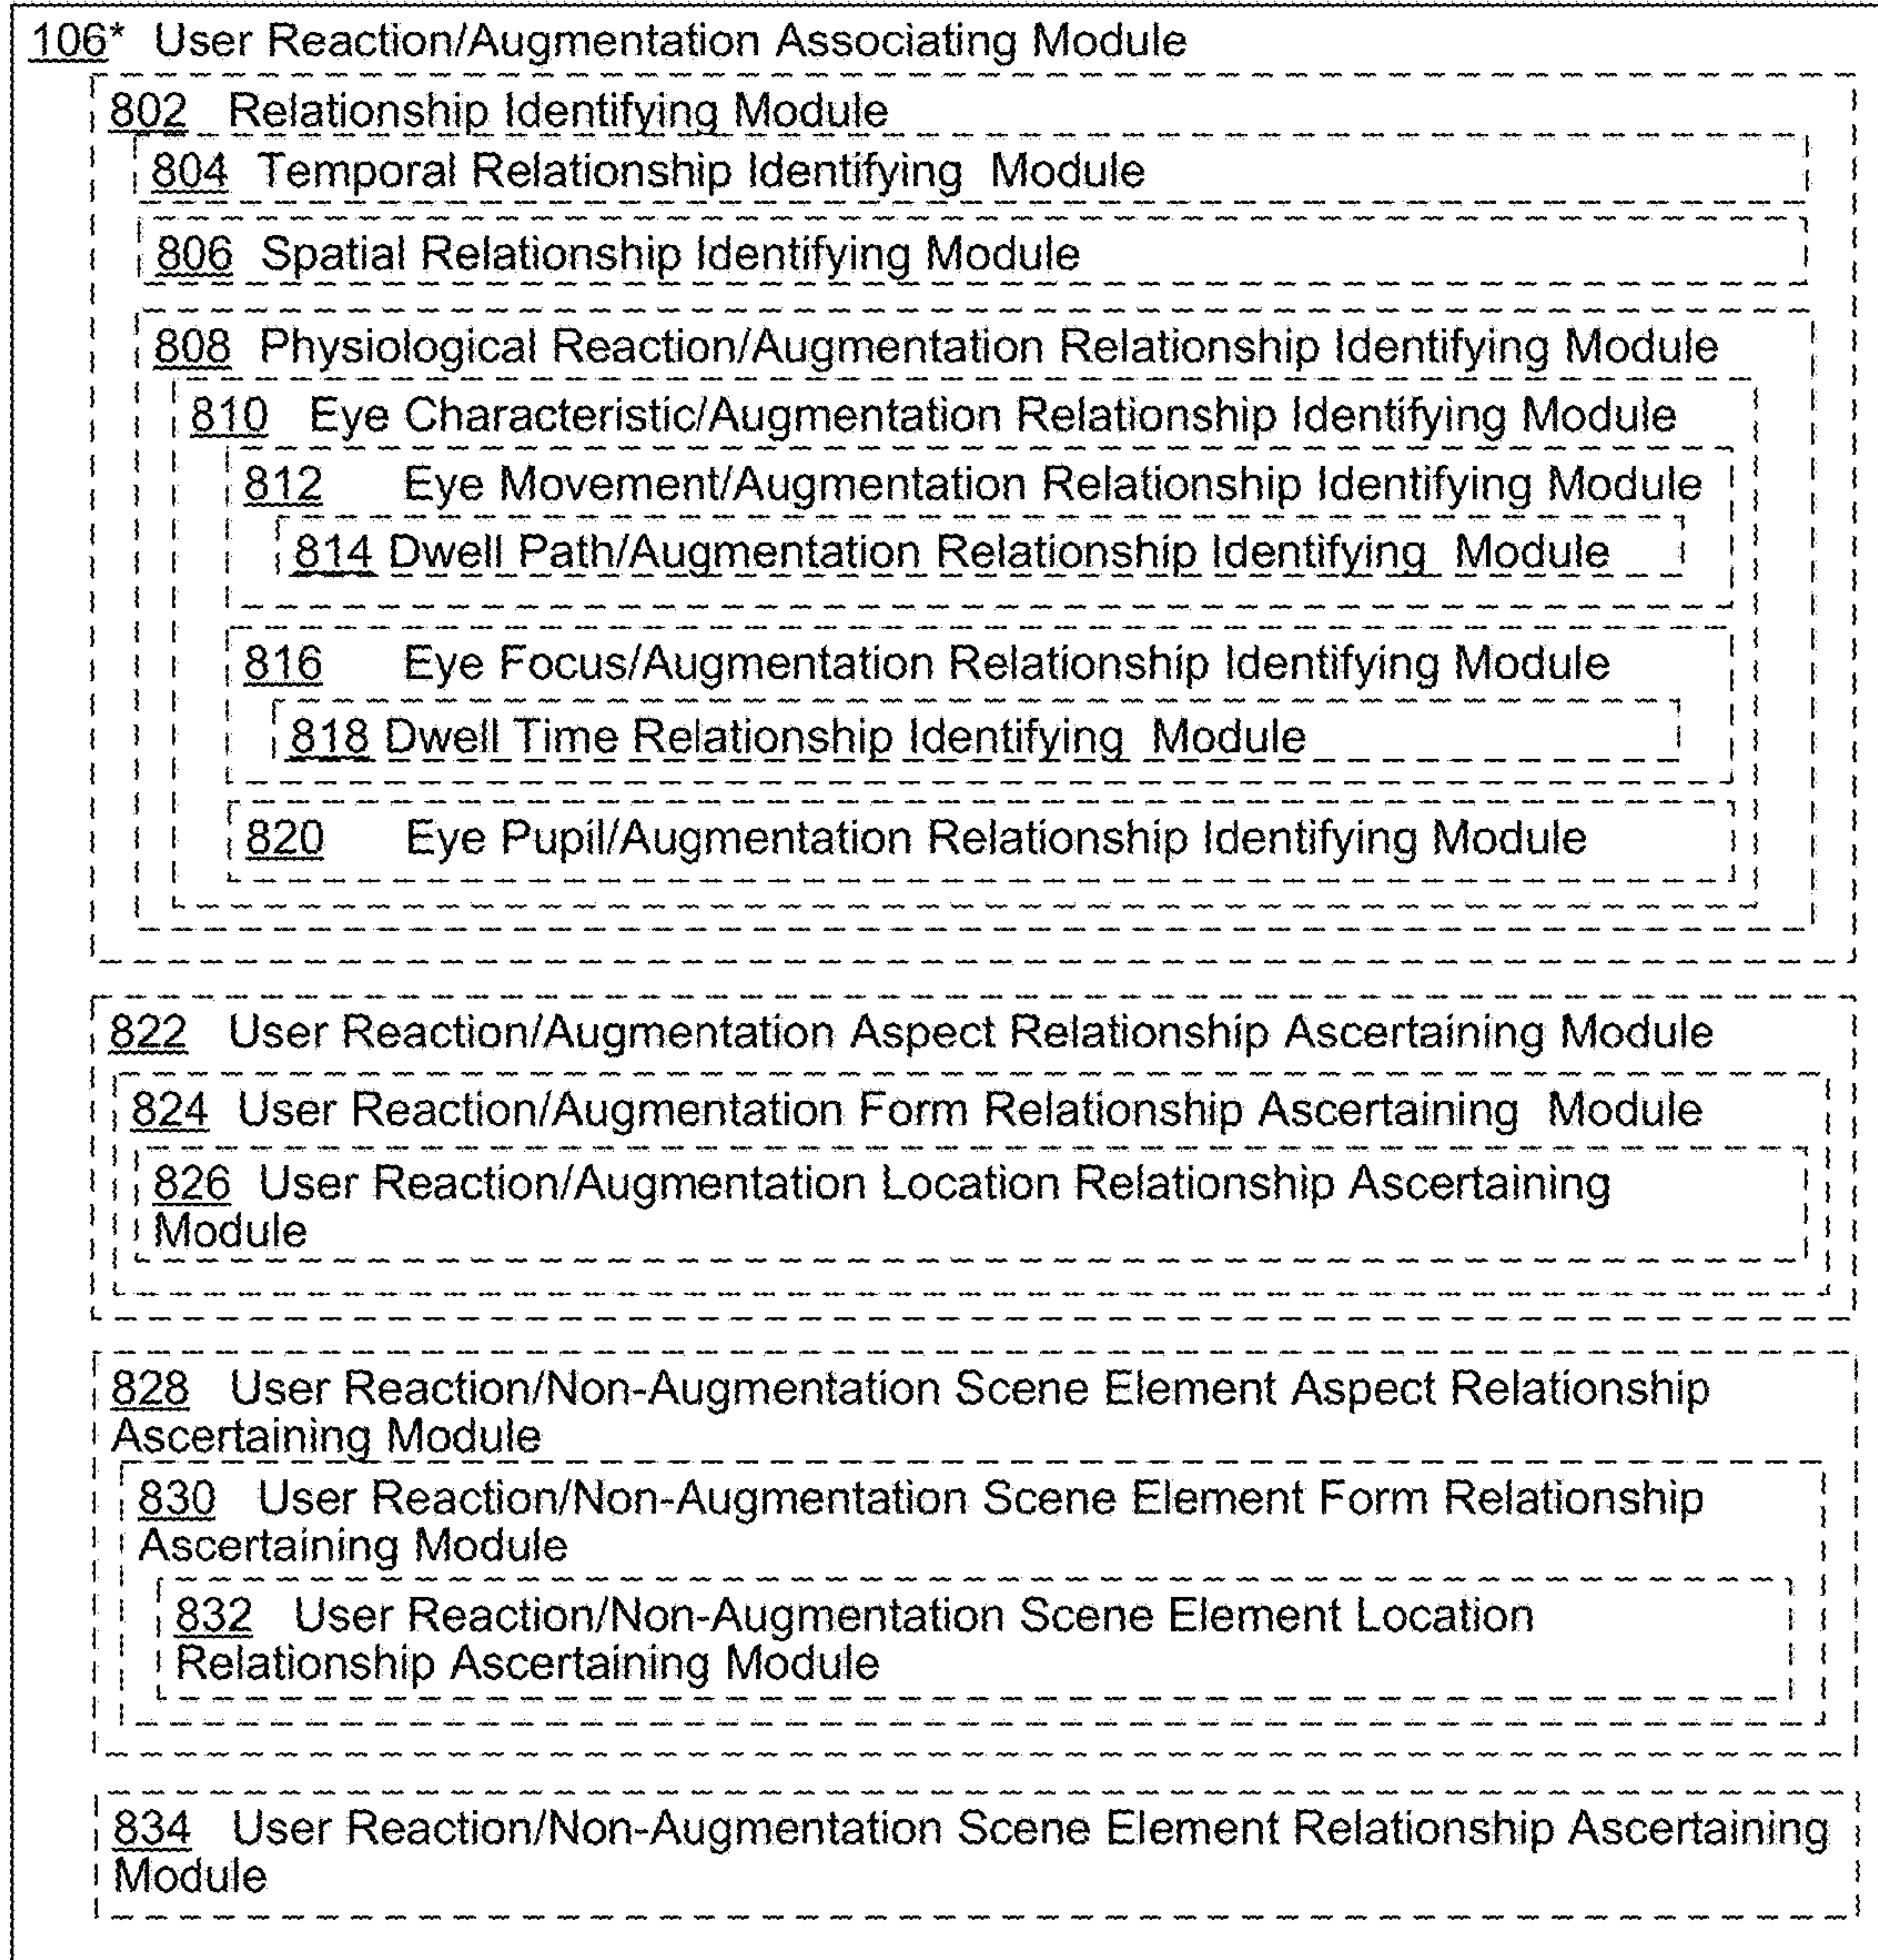 106* User Reaction/Augmentation Associating Module
802 Relationship Identifying Module
804 Temporal Relationship Identifying Module
806 Spatial Relationship Identifying Module
808 Physiological Reaction/Augmentation Relationship Identifying Module
810 Eye Characteristic/Augmentation Relationship Identifying Module
812 Eye Movement/Augmentation Relationship Identifying Module
814 Dwell Path/Augmentation Relationship Identifying Module
816 Eye Focus/Augmentation Relationship Identifying Module
818 Dwell Time Relationship Identifying Module
820 Eye Pupil/Augmentation Relationship Identifying Module
822 User Reaction/Augmentation Aspect Relationship Ascertaining Module
824 User Reaction/Augmentation Form Relationship Ascertaining Module
826 User Reaction/Augmentation Location Relationship Ascertaining
Module
828 User Reaction/Non-Augmentation Scene Element Aspect Relationship
Ascertaining Module
830 User Reaction/Non-Augmentation Scene Element Form Relationship
Ascertaining Module
832 User Reaction/Non-Augmentation Scene Element Location
Relationship Ascertaining Module
834 User Reaction/Non-Augmentation Scene Element Relationship Ascertaining
Module